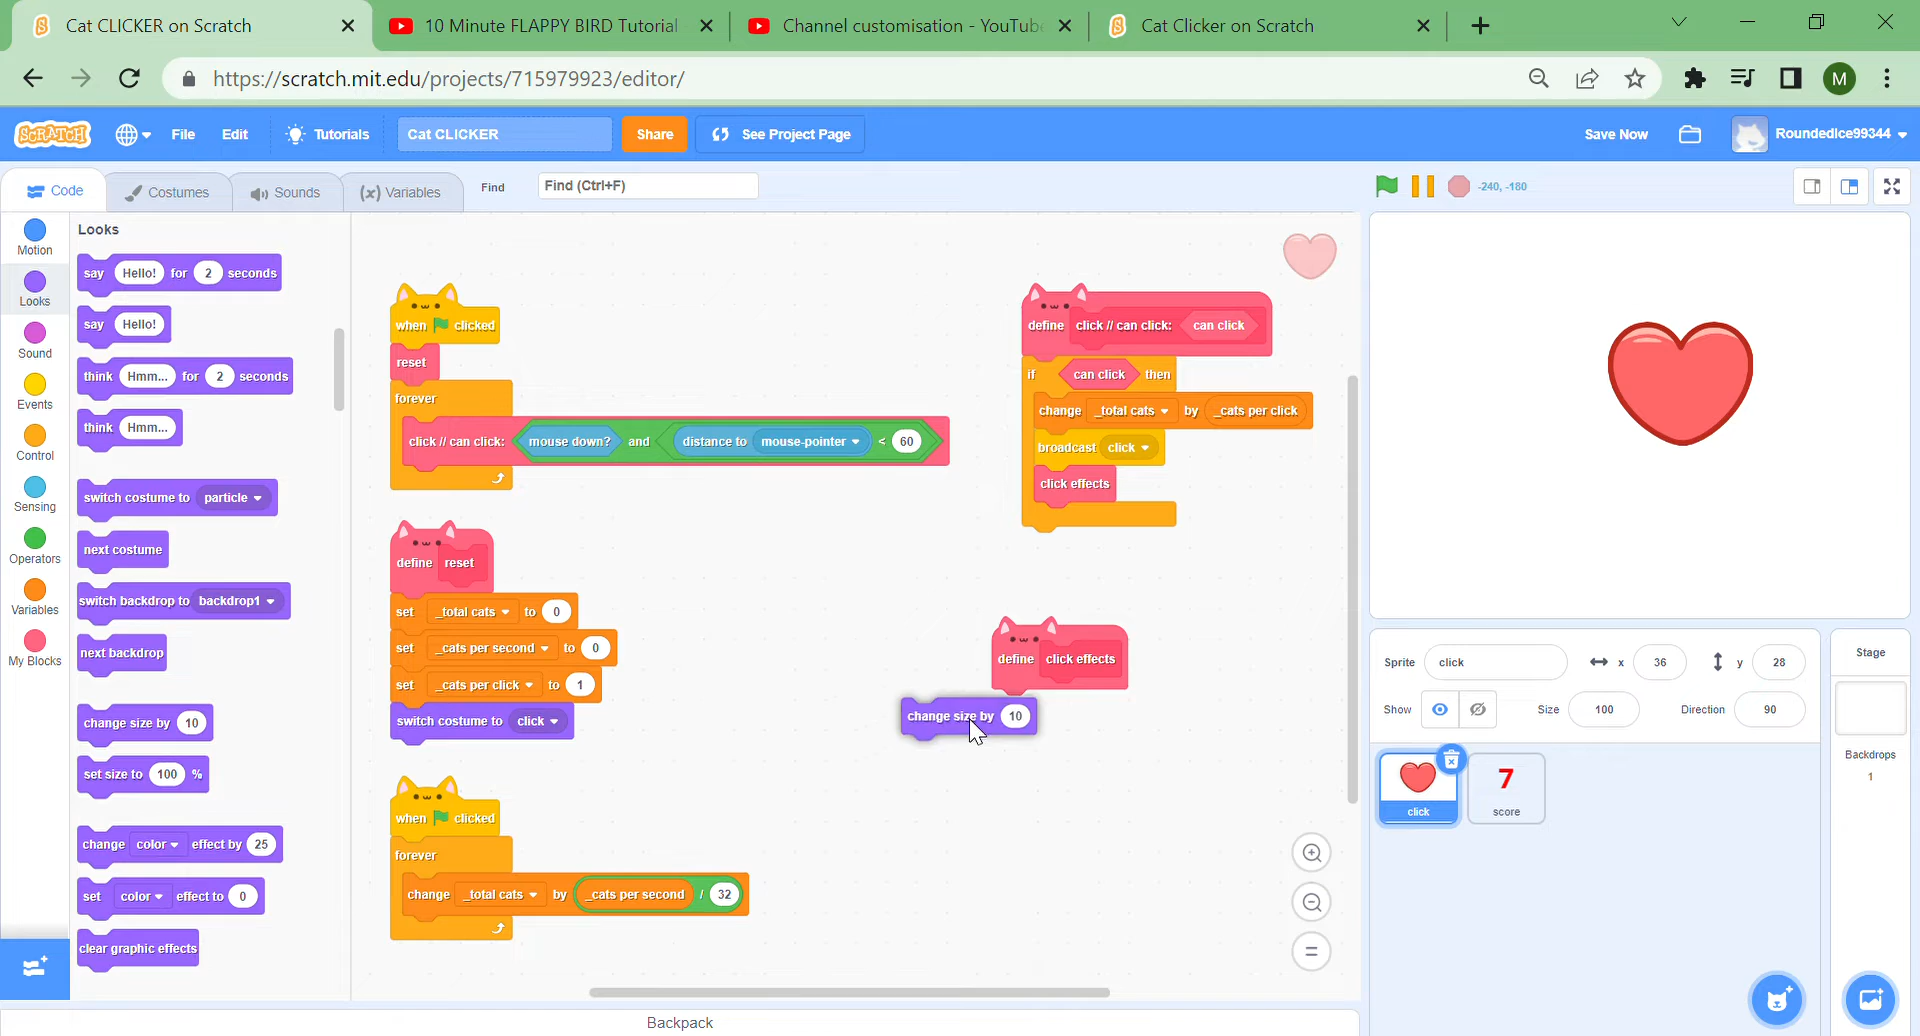 Cat CLICKER on Scratch
10 Minute FLAPPY BIRD Tutorial
Channel customisation - YouTube
Cat Clicker on Scratch
https://scratch.mit.edu/projects/715979923/editor/
M
SCRATCH
File
Edit
Tutorials
Cat CLICKER
Share
See Project Page
Save Now
RoundedIce99344
Code
Costumes
Sounds
(x) Variables
Find
Find (Ctrl+F)
-240, -180
Motion
Looks
Sound
Events
Control
Sensing
Operators
Variables
My Blocks
Looks
say Hello! for 2 seconds
say Hello!
think Hmm... for 2 seconds
think Hmm...
switch costume to particle
next costume
switch backdrop to backdrop1
next backdrop
change size by 10
set size to 100 %
change color effect by 25
set color effect to 0
clear graphic effects
when clicked
reset
forever
click // can click: mouse down? and distance to mouse-pointer < 60
define reset
set _total cats to 0
set _cats per second to 0
set _cats per click to 1
switch costume to click
when clicked
forever
change _total cats by _cats per second / 32
define click // can click: can click
if can click then
change _total cats by _cats per click
broadcast click
click effects
define click effects
change size by 10
Sprite click x 36 y 28
Show Size 100 Direction 90
click
7
score
Stage
Backdrops
1
Backpack